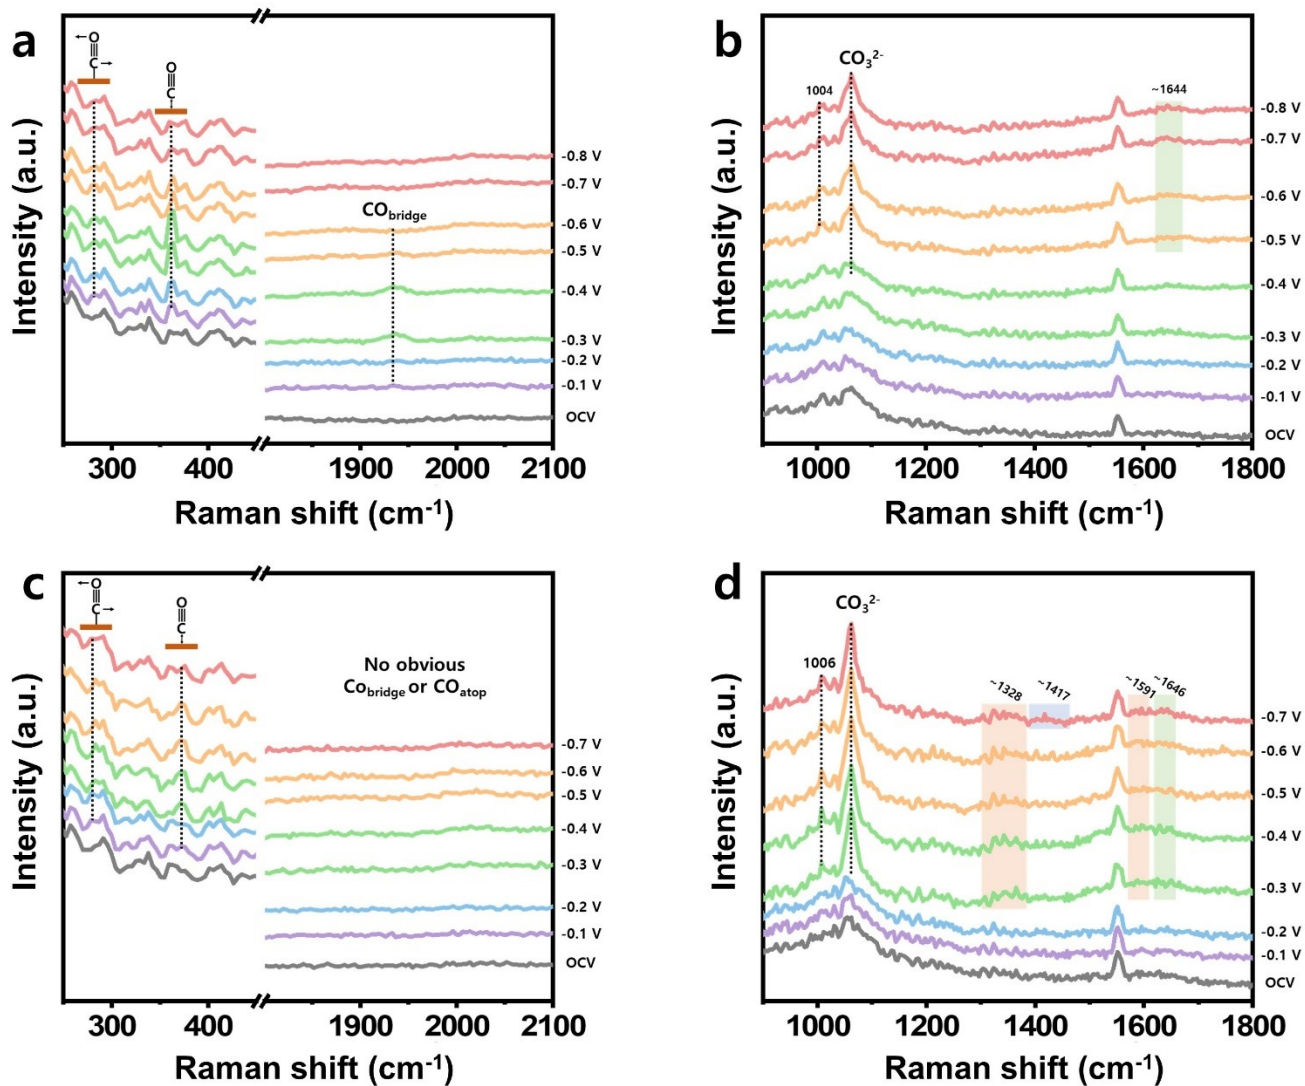 a
←O
≡
C→
O
≡
C
CO_bridge
-0.8 V
-0.7 V
-0.6 V
-0.5 V
-0.4 V
-0.3 V
-0.2 V
-0.1 V
OCV
Intensity (a.u.)
300 400 1900 2000 2100
Raman shift (cm⁻¹)
b
CO₃²⁻
1004
~1644
-0.8 V
-0.7 V
-0.6 V
-0.5 V
-0.4 V
-0.3 V
-0.2 V
-0.1 V
OCV
Intensity (a.u.)
1000 1200 1400 1600 1800
Raman shift (cm⁻¹)
c
←O
≡
C→
O
≡
C
No obvious
Co_bridge or CO_atop
-0.7 V
-0.6 V
-0.5 V
-0.4 V
-0.3 V
-0.2 V
-0.1 V
OCV
Intensity (a.u.)
300 400 1900 2000 2100
Raman shift (cm⁻¹)
d
CO₃²⁻
1006
~1328
~1417
~1591
~1646
-0.7 V
-0.6 V
-0.5 V
-0.4 V
-0.3 V
-0.2 V
-0.1 V
OCV
Intensity (a.u.)
1000 1200 1400 1600 1800
Raman shift (cm⁻¹)